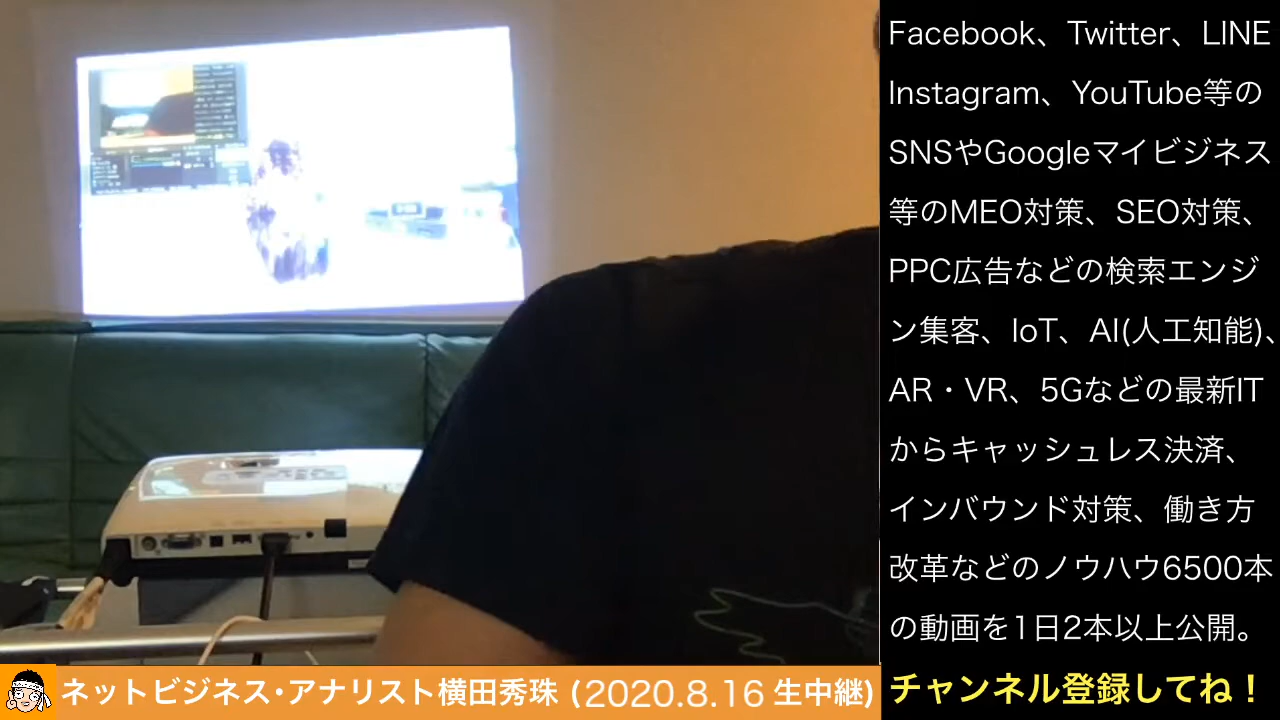 Facebook、Twitter、LINE
Instagram、YouTube等の
SNSやGoogleマイビジネス
等のMEO対策、SEO対策、
PPC広告などの検索エンジ
ン集客、IoT、AI(人工知能)、
AR・VR、5Gなどの最新IT
からキャッシュレス決済、
インバウンド対策、働き方
改革などのノウハウ6500本
の動画を1日2本以上公開。
チャンネル登録してね！
ネットビジネス・アナリスト横田秀珠 (2020.8.16 生中継)